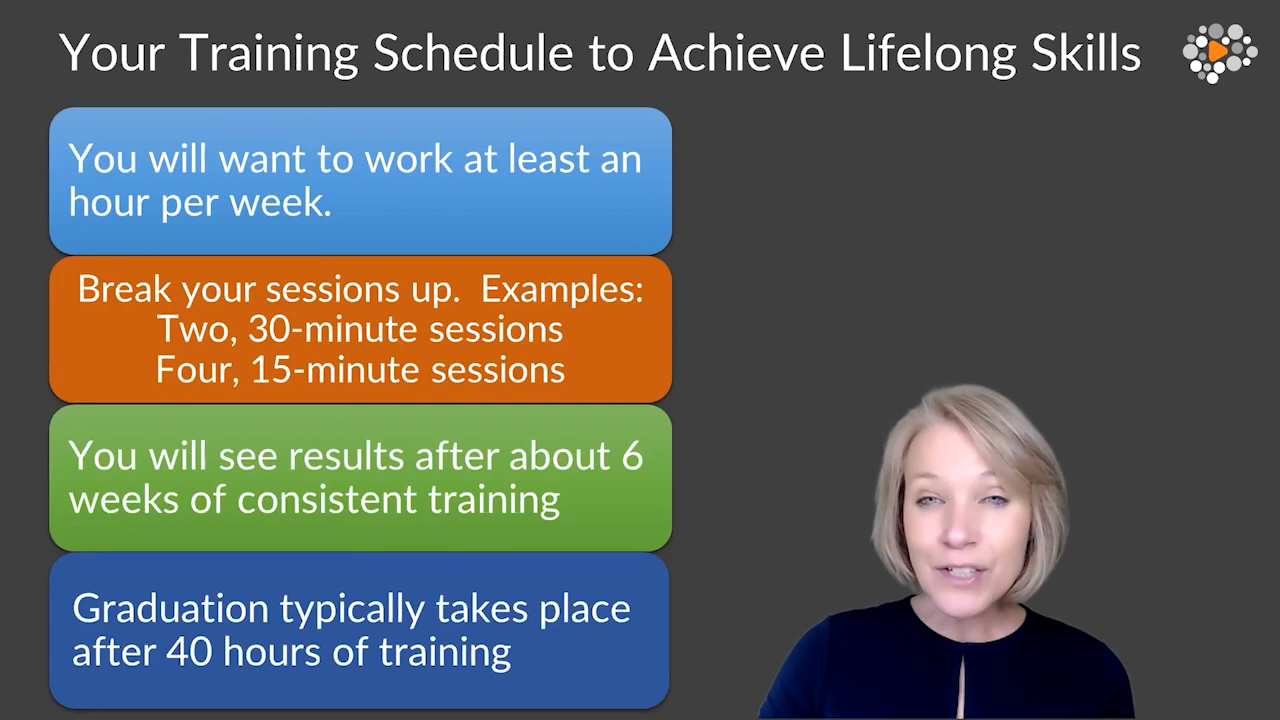 Your Training Schedule to Achieve Lifelong Skills
You will want to work at least an
hour per week.
Break your sessions up.  Examples:
Two, 30-minute sessions
Four, 15-minute sessions
You will see results after about 6
weeks of consistent training
Graduation typically takes place
after 40 hours of training